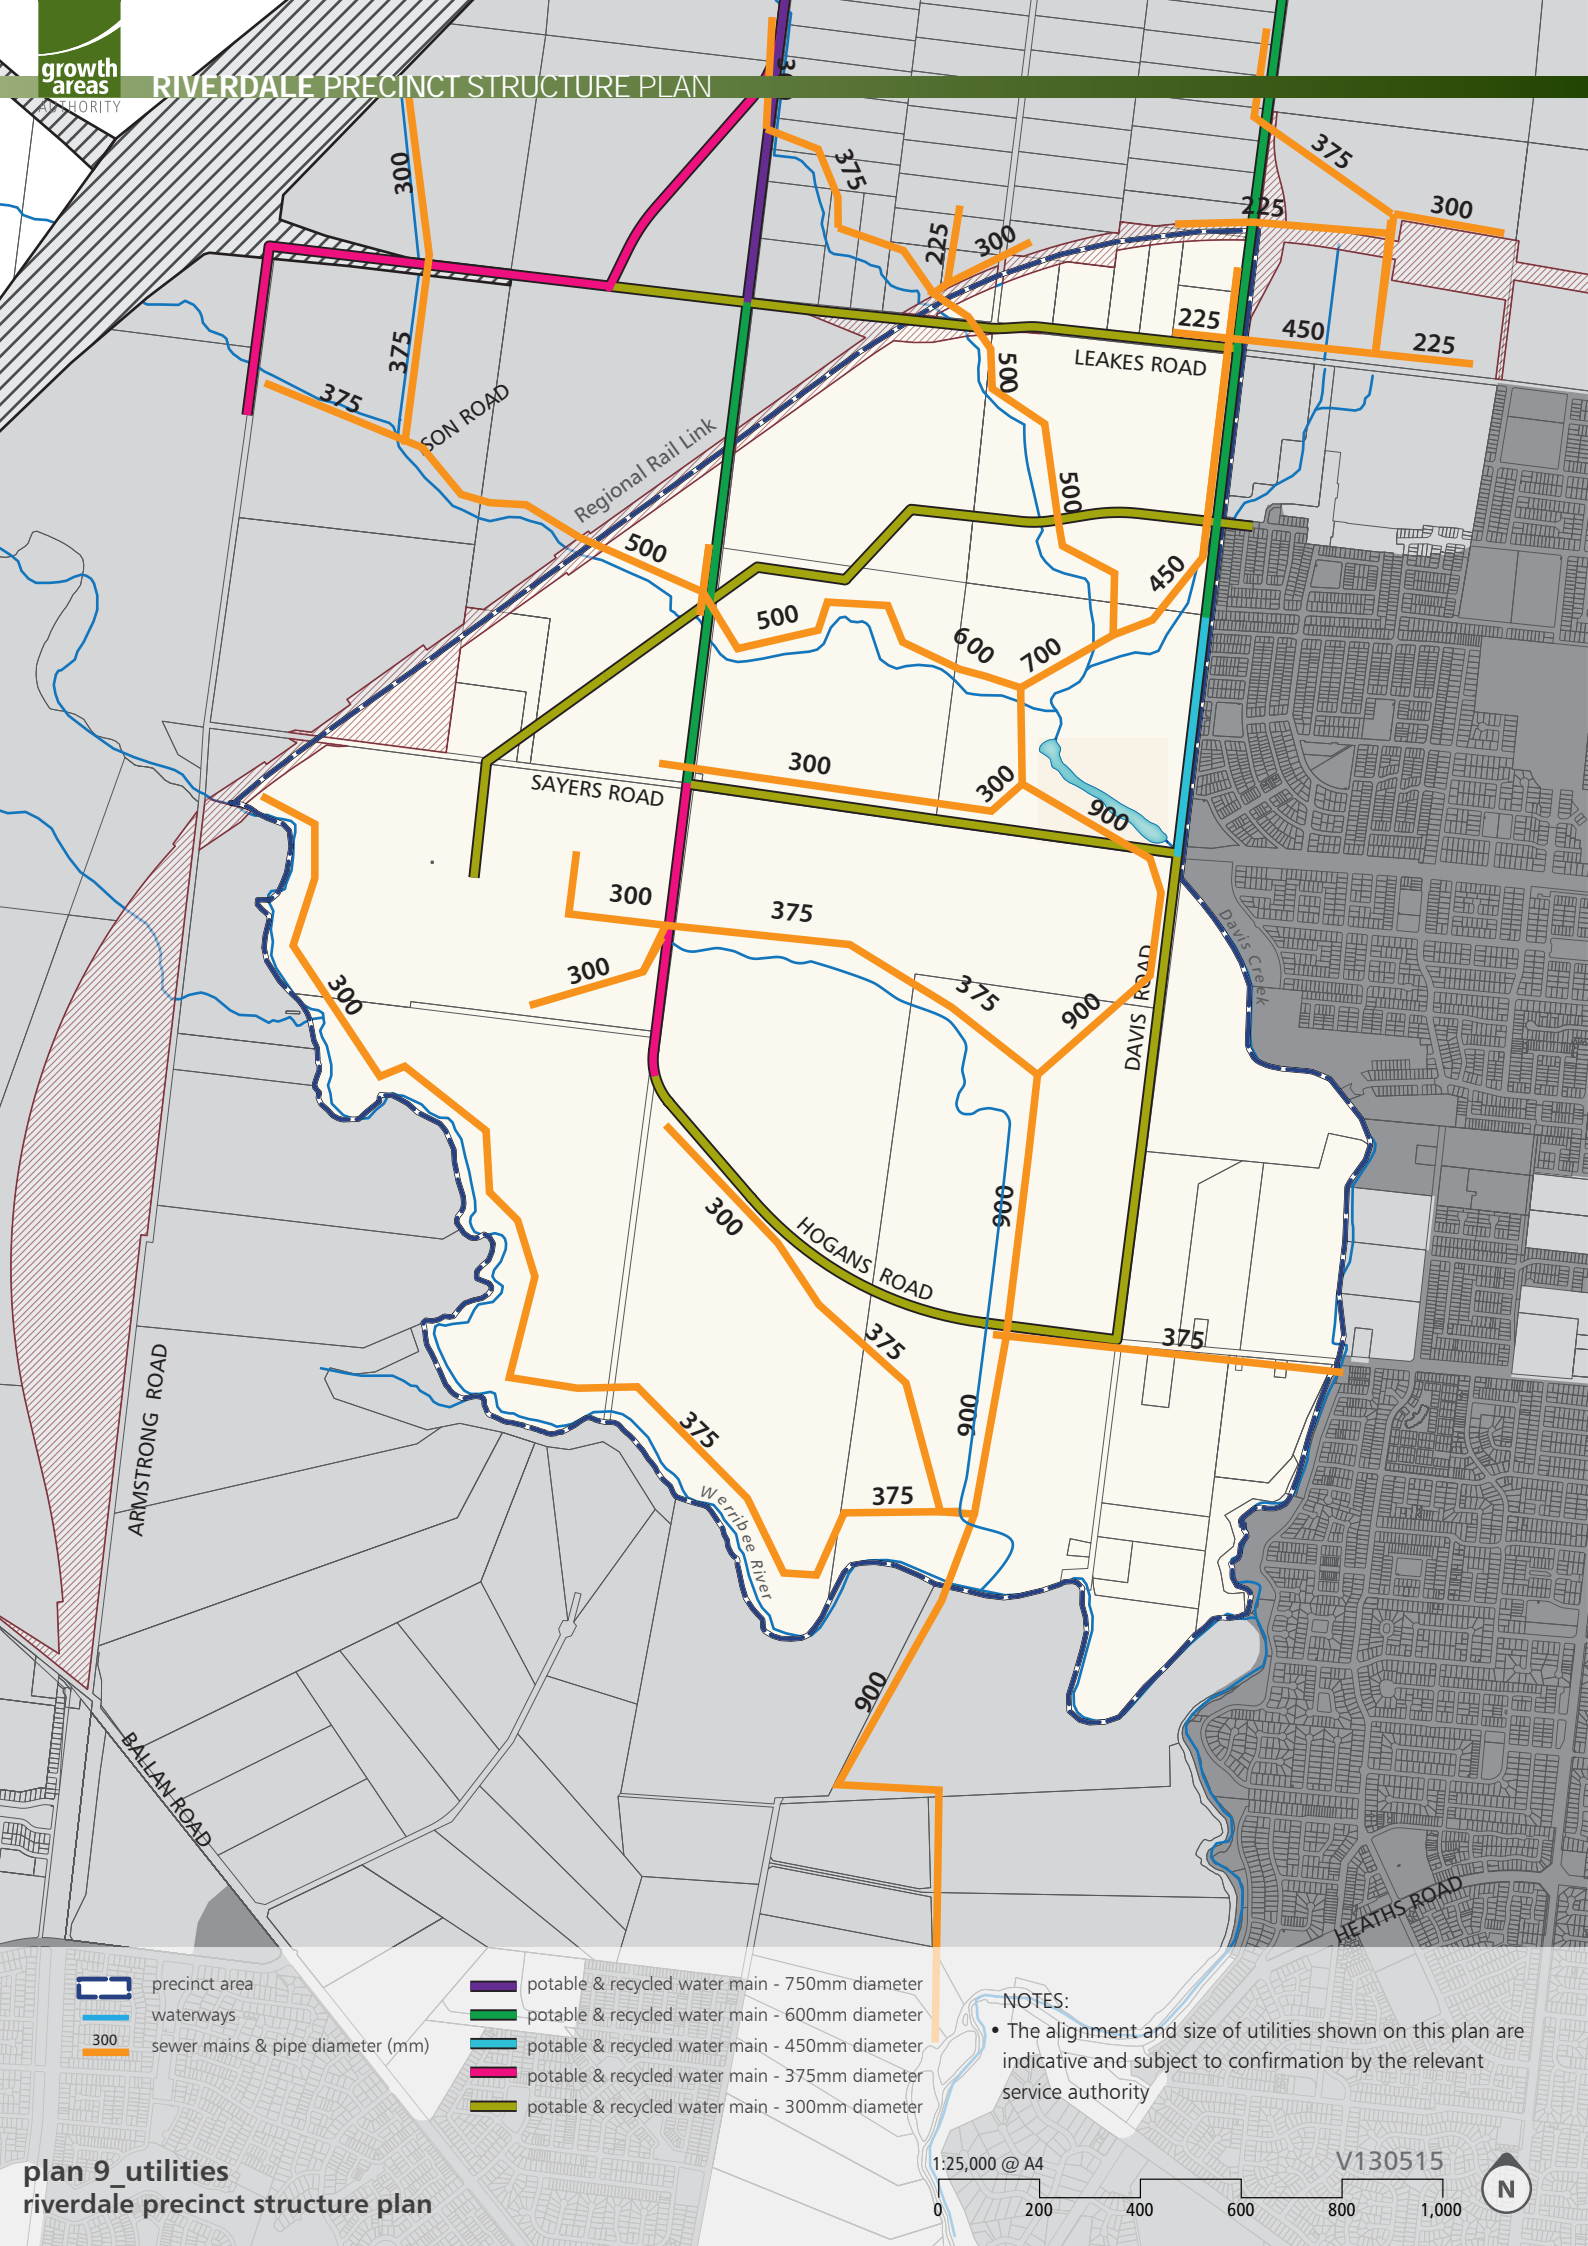 growth
areas
AUTHORITY
RIVERDALE PRECINCT STRUCTURE PLAN
300
375
375
225
300
225
375
300
375
375
SON ROAD
Regional Rail Link
225
450
225
LEAKES ROAD
500
500
500
500
450
600
700
300
300
900
SAYERS ROAD
300
375
300
300
375
900
DAVIS ROAD
Davis Creek
300
HOGANS ROAD
900
375
375
375
900
375
Werribee River
ARMSTRONG ROAD
900
BALLAN ROAD
HEATHS ROAD
precinct area
waterways
300
sewer mains & pipe diameter (mm)
potable & recycled water main - 750mm diameter
potable & recycled water main - 600mm diameter
potable & recycled water main - 450mm diameter
potable & recycled water main - 375mm diameter
potable & recycled water main - 300mm diameter
NOTES:
• The alignment and size of utilities shown on this plan are
indicative and subject to confirmation by the relevant
service authority
plan 9_utilities
riverdale precinct structure plan
1:25,000 @ A4
V130515
0 200 400 600 800 1,000
N